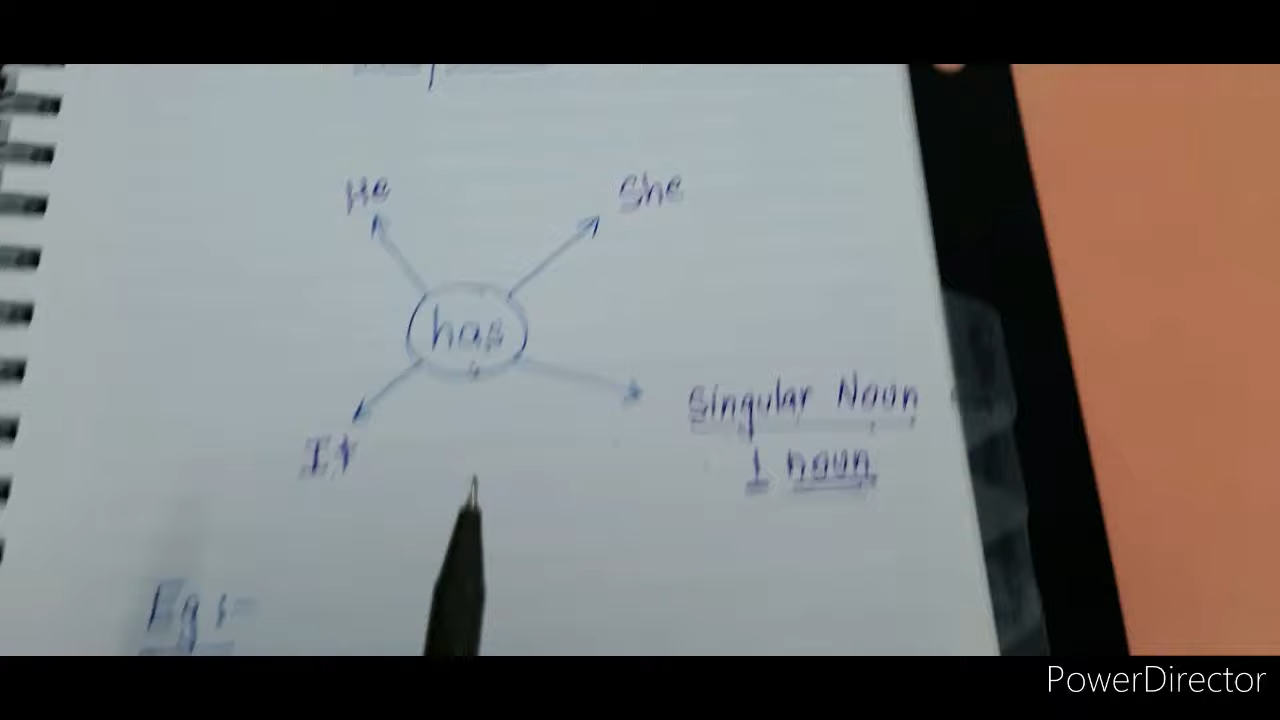 He
She
has
Singular Noun
It
1 noun
Eg :-
PowerDirector